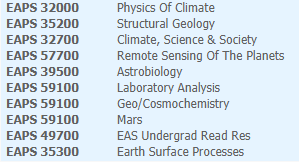 EAPS 32000 Physics Of Climate
EAPS 35200 Structural Geology
EAPS 32700 Climate, Science & Society
EAPS 57700 Remote Sensing Of The Planets
EAPS 39500 Astrobiology
EAPS 59100 Laboratory Analysis
EAPS 59100 Geo/Cosmochemistry
EAPS 59100 Mars
EAPS 49700 EAS Undergrad Read Res
EAPS 35300 Earth Surface Processes